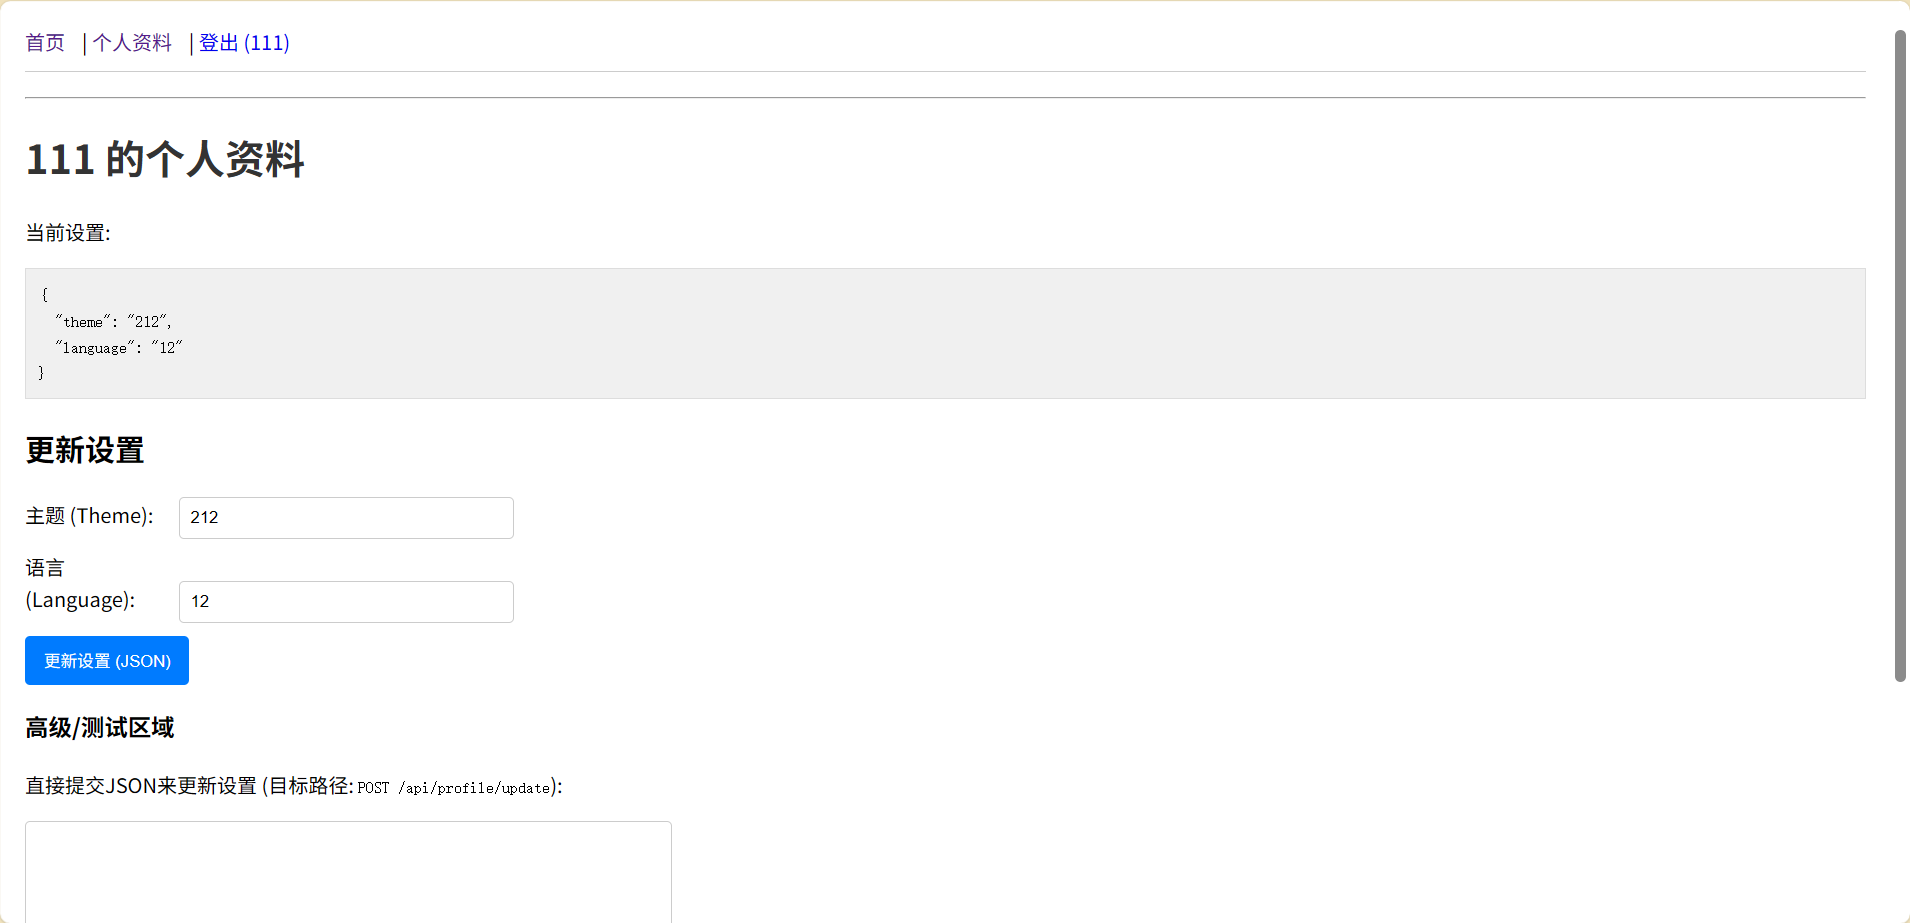 首页 | 个人资料 | 登出 (111)
111 的个人资料
当前设置:
{
"theme": "212",
"language": "12"
}
更新设置
主题 (Theme): 212
语言
(Language): 12
更新设置 (JSON)
高级/测试区域
直接提交JSON来更新设置 (目标路径: POST /api/profile/update):